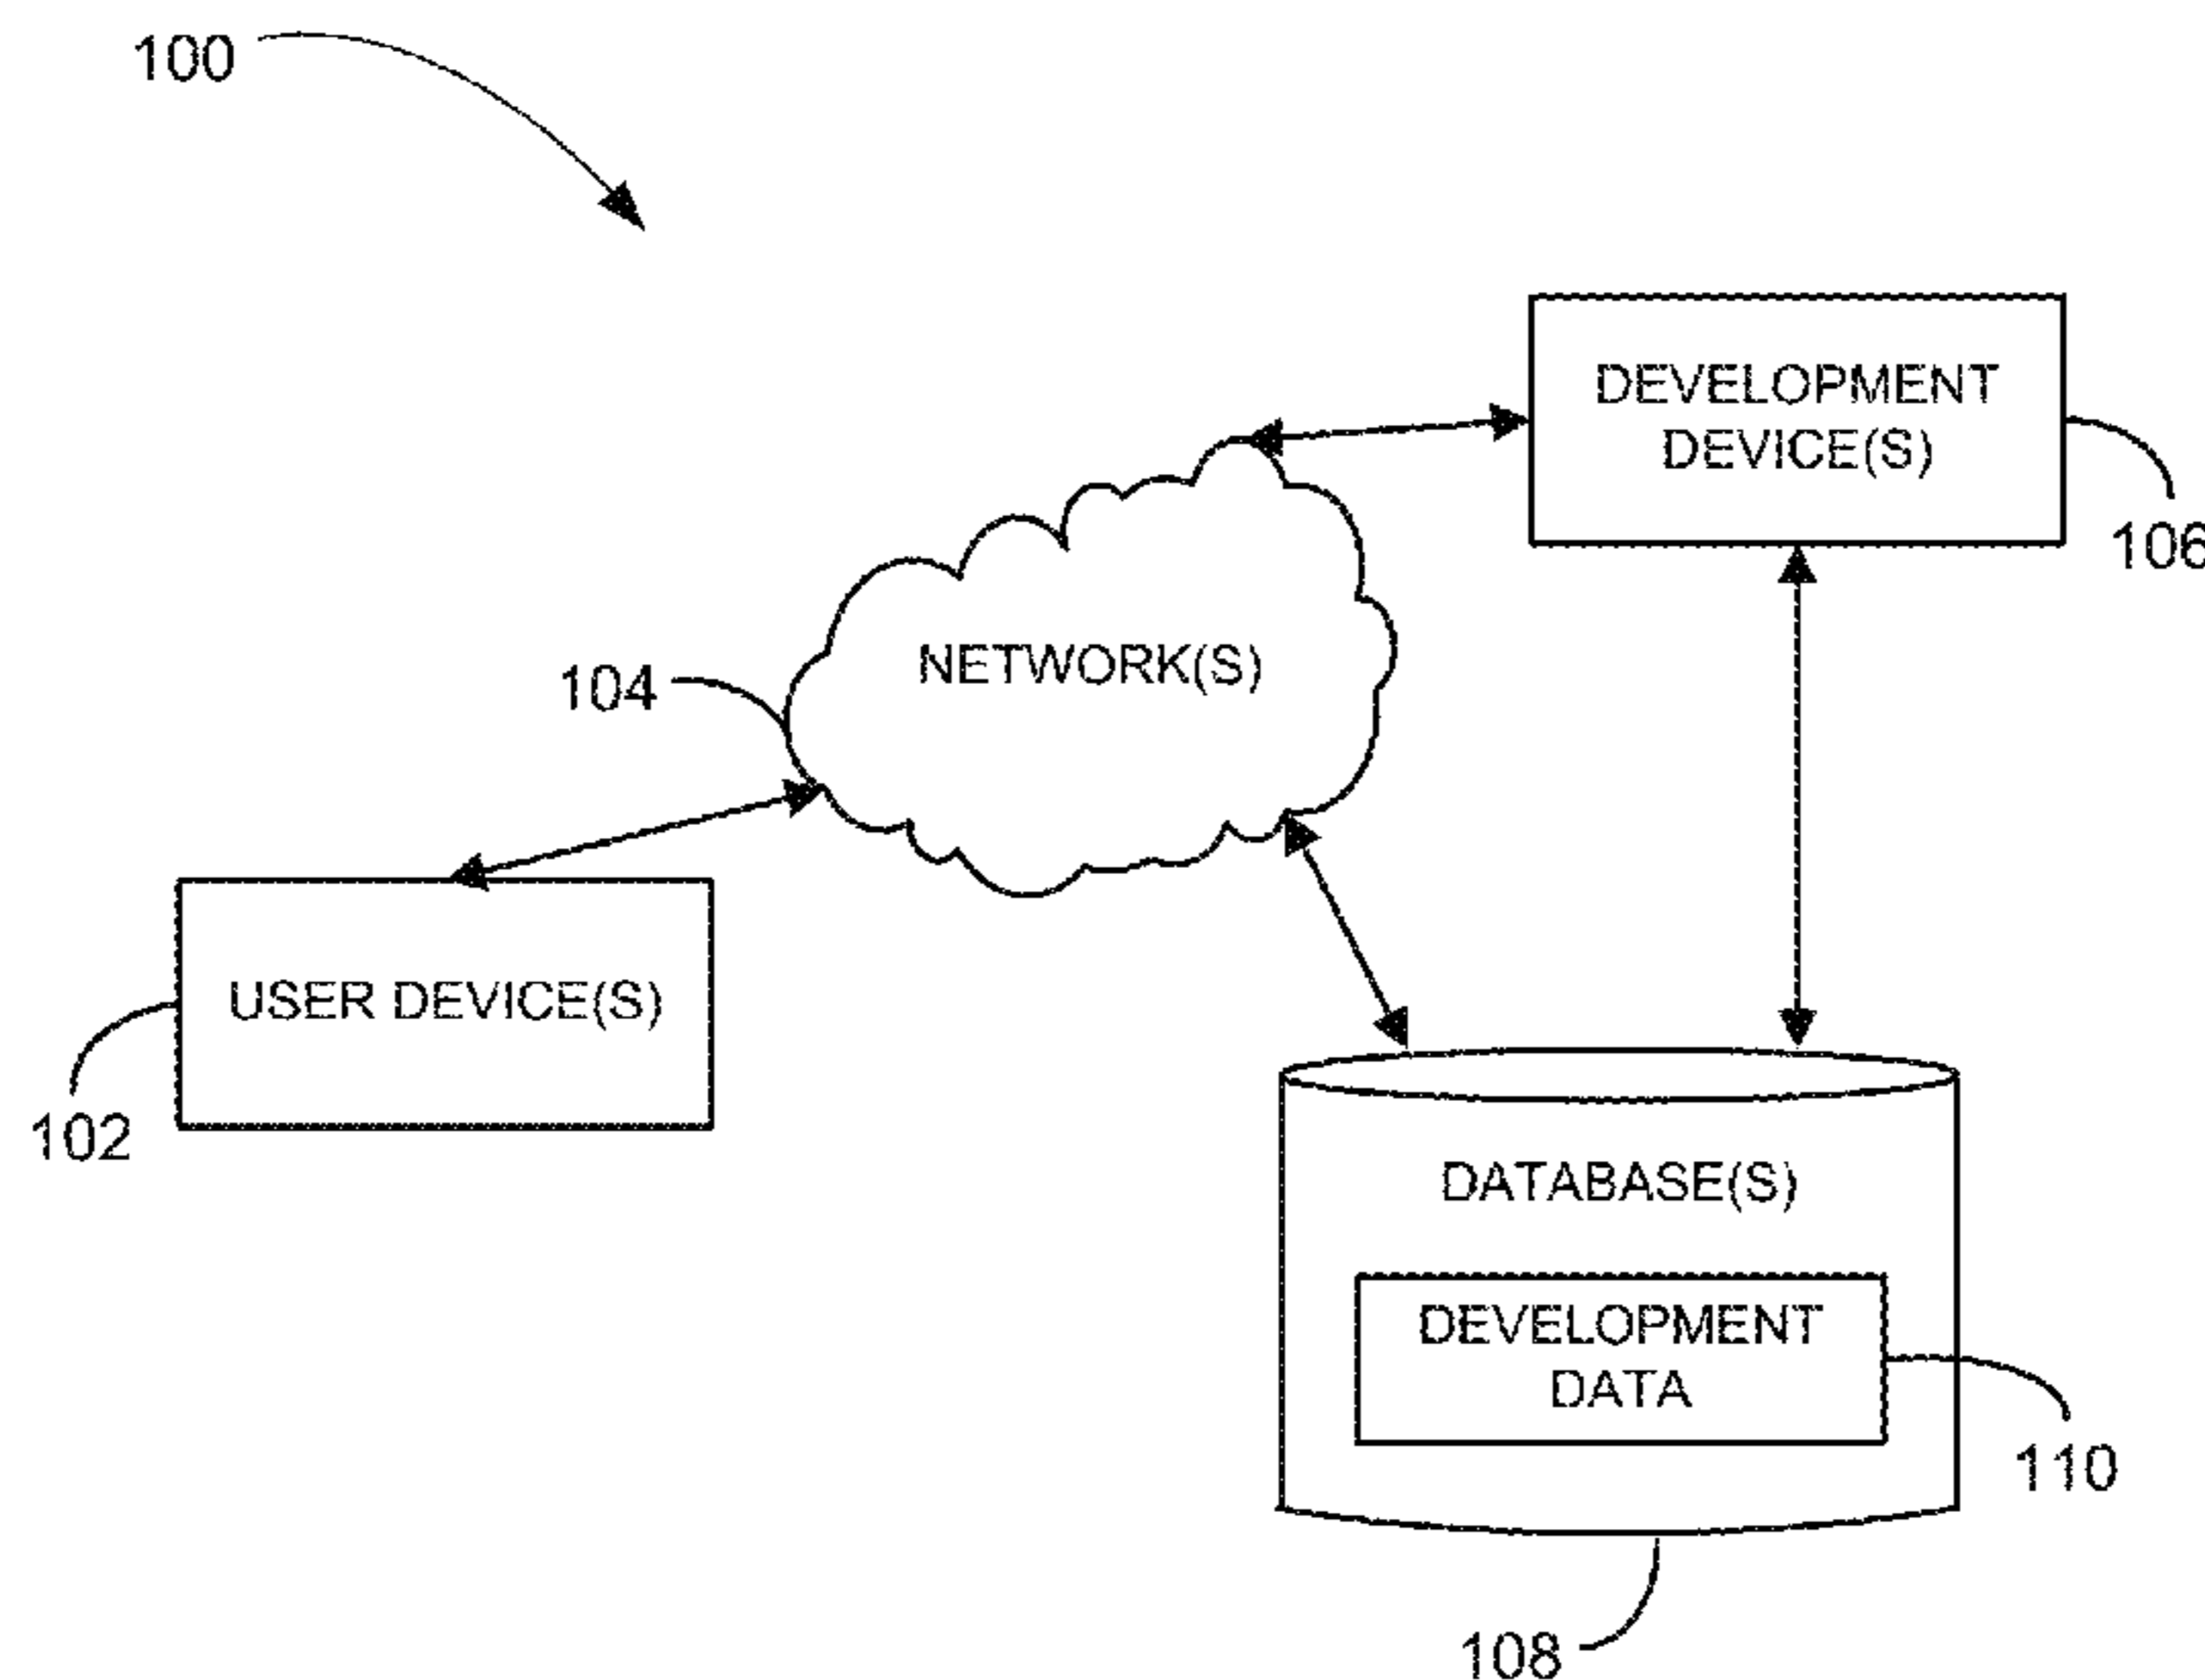 100
DEVELOPMENT
DEVICE(S)
106
NETWORK(S)
104
USER DEVICE(S)
102
DATABASE(S)
DEVELOPMENT
DATA
110
108